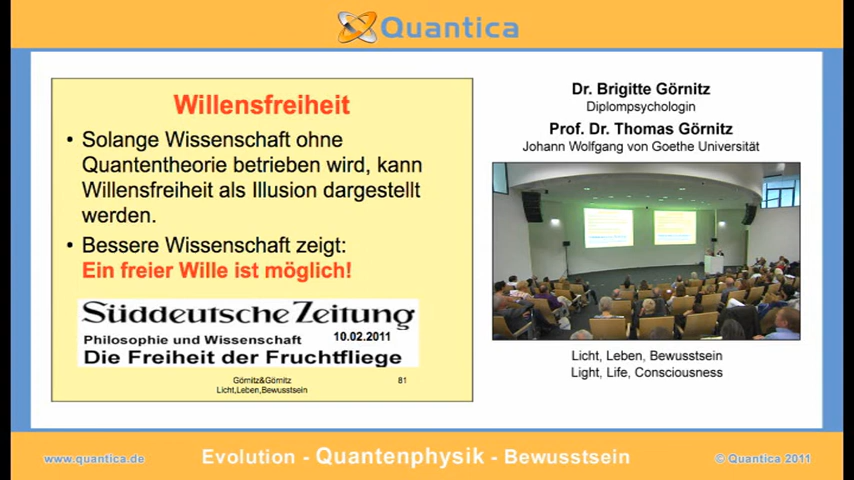 Quantica
Willensfreiheit
• Solange Wissenschaft ohne
Quantentheorie betrieben wird, kann
Willensfreiheit als Illusion dargestellt
werden.
• Bessere Wissenschaft zeigt:
Ein freier Wille ist möglich!
Süddeutsche Zeitung
Philosophie und Wissenschaft 10.02.2011
Die Freiheit der Fruchtfliege
Görnitz&Görnitz 81
Licht,Leben,Bewusstsein
Dr. Brigitte Görnitz
Diplompsychologin
Prof. Dr. Thomas Görnitz
Johann Wolfgang von Goethe Universität
Licht, Leben, Bewusstsein
Light, Life, Consciousness
www.quantica.de Evolution - Quantenphysik - Bewusstsein © Quantica 2011